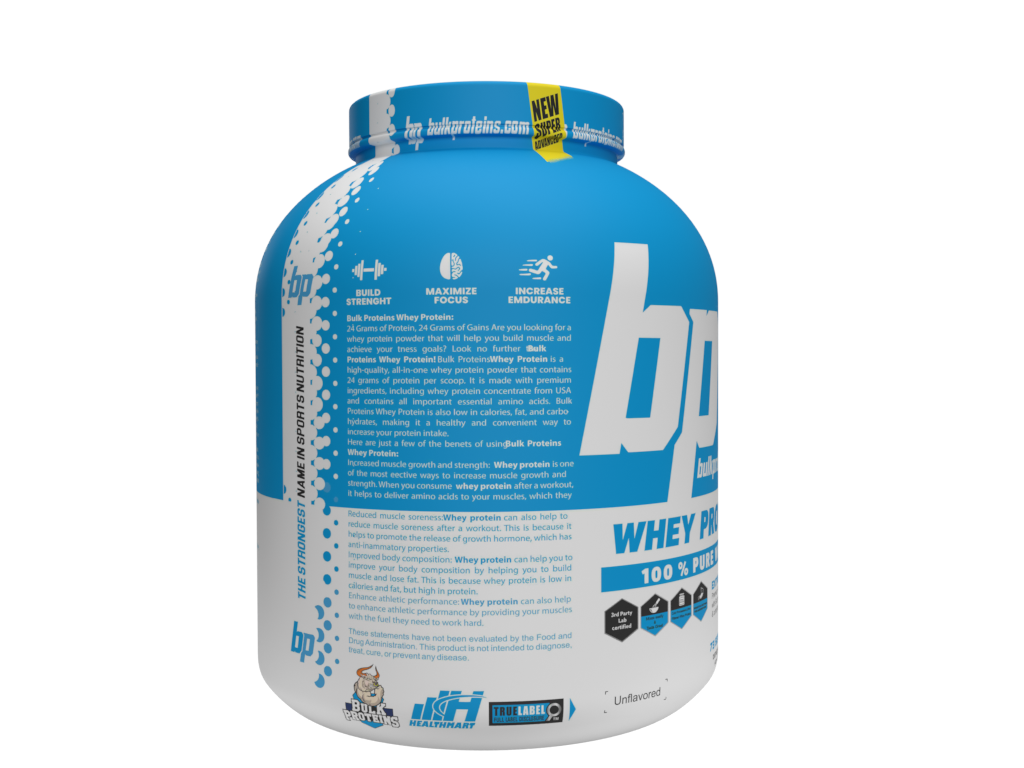 bp bulkproteins.com
NEW
SUPER
ADVANCED
bulkproteins.com
BUILD
STRENGHT
MAXIMIZE
FOCUS
INCREASE
EMDURANCE
bp
THE STRONGEST NAME IN SPORTS NUTRITION
bp
Bulk Proteins Whey Protein:
24 Grams of Protein, 24 Grams of Gains Are you looking for a
whey protein powder that will help you build muscle and
achieve your tness goals? Look no further Bulk
Proteins Whey Protein! Bulk ProteinsWhey Protein is a
high-quality, all-in-one whey protein powder that contains
24 grams of protein per scoop. It is made with premium
ingredients, including whey protein concentrate from USA
and contains all important essential amino acids. Bulk
Proteins Whey Protein is also low in calories, fat, and carbo
hydrates, making it a healthy and convenient way to
increase your protein intake.
Here are just a few of the benets of usingBulk Proteins
Whey Protein:
Increased muscle growth and strength: Whey protein is one
of the most eective ways to increase muscle growth and
strength. When you consume whey protein after a workout,
it helps to deliver amino acids to your muscles, which they
Reduced muscle soreness:Whey protein can also help to
reduce muscle soreness after a workout. This is because it
helps to promote the release of growth hormone, which has
anti-inammatory properties.
Improved body composition: Whey protein can help you to
improve your body composition by helping you to build
muscle and lose fat. This is because whey protein is low in
calories and fat, but high in protein.
Enhance athletic performance: Whey protein can also help
to enhance athletic performance by providing your muscles
with the fuel they need to work hard.
These statements have not been evaluated by the Food and
Drug Administration. This product is not intended to diagnose,
treat, cure, or prevent any disease.
BULK
PROTEINS
HEALTHMART
TRUELABEL
bp
bulkpro
WHEY PRO
100 % PURE
3rd Party
Lab
certified
Unflavored